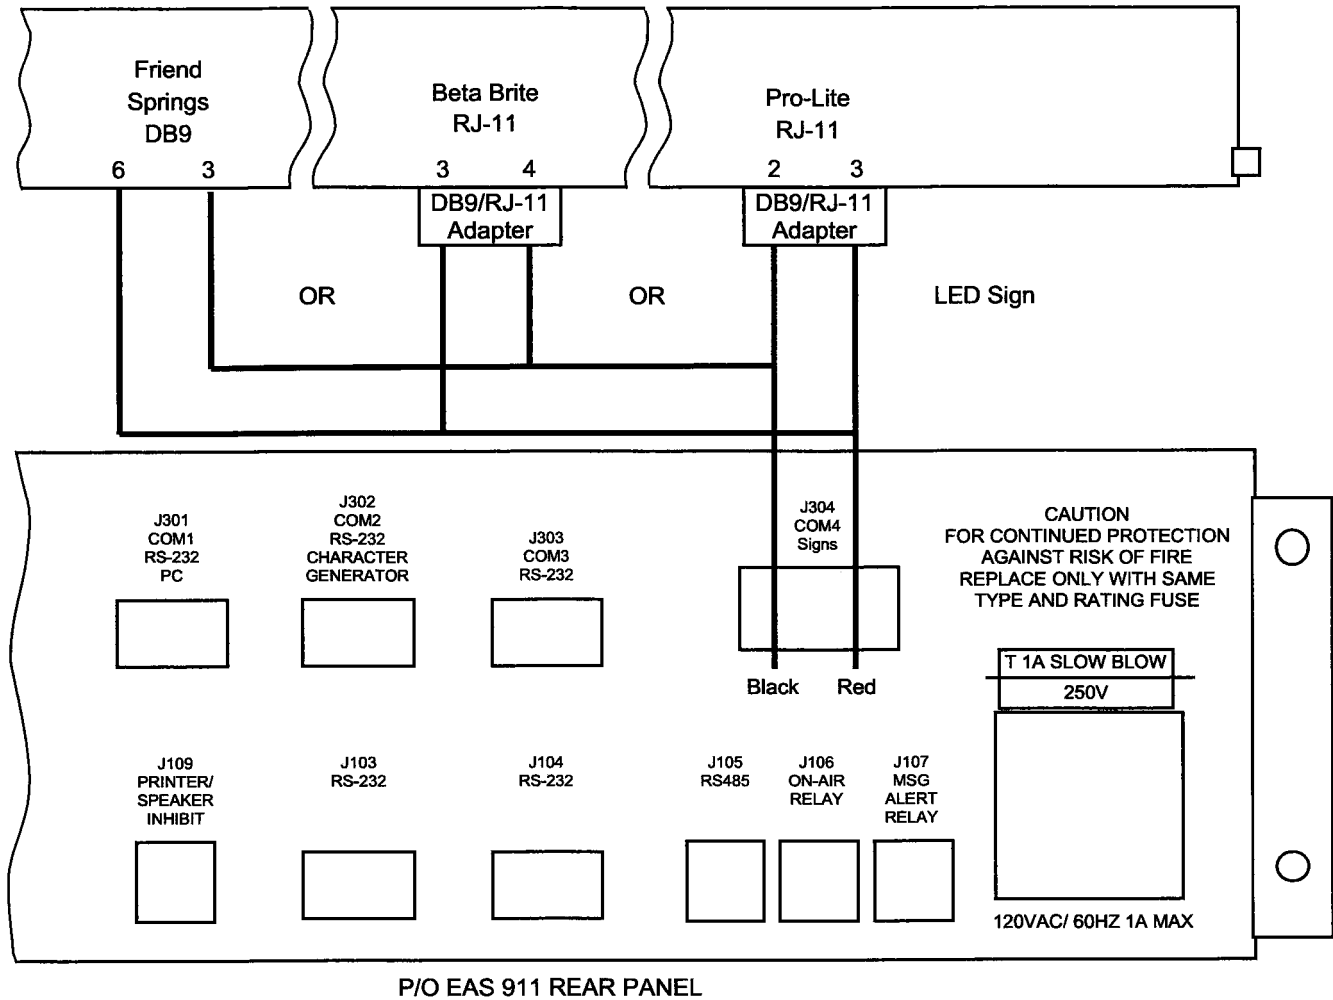 Friend
Springs
DB9
6 3
Beta Brite
RJ-11
3 4
DB9/RJ-11
Adapter
Pro-Lite
RJ-11
2 3
DB9/RJ-11
Adapter
OR
OR
LED Sign
J301
COM1
RS-232
PC
J302
COM2
RS-232
CHARACTER
GENERATOR
J303
COM3
RS-232
J304
COM4
Signs
Black
Red
CAUTION
FOR CONTINUED PROTECTION
AGAINST RISK OF FIRE
REPLACE ONLY WITH SAME
TYPE AND RATING FUSE
T 1A SLOW BLOW
250V
J109
PRINTER/
SPEAKER
INHIBIT
J103
RS-232
J104
RS-232
J105
RS485
J106
ON-AIR
RELAY
J107
MSG
ALERT
RELAY
120VAC/ 60HZ 1A MAX
P/O EAS 911 REAR PANEL